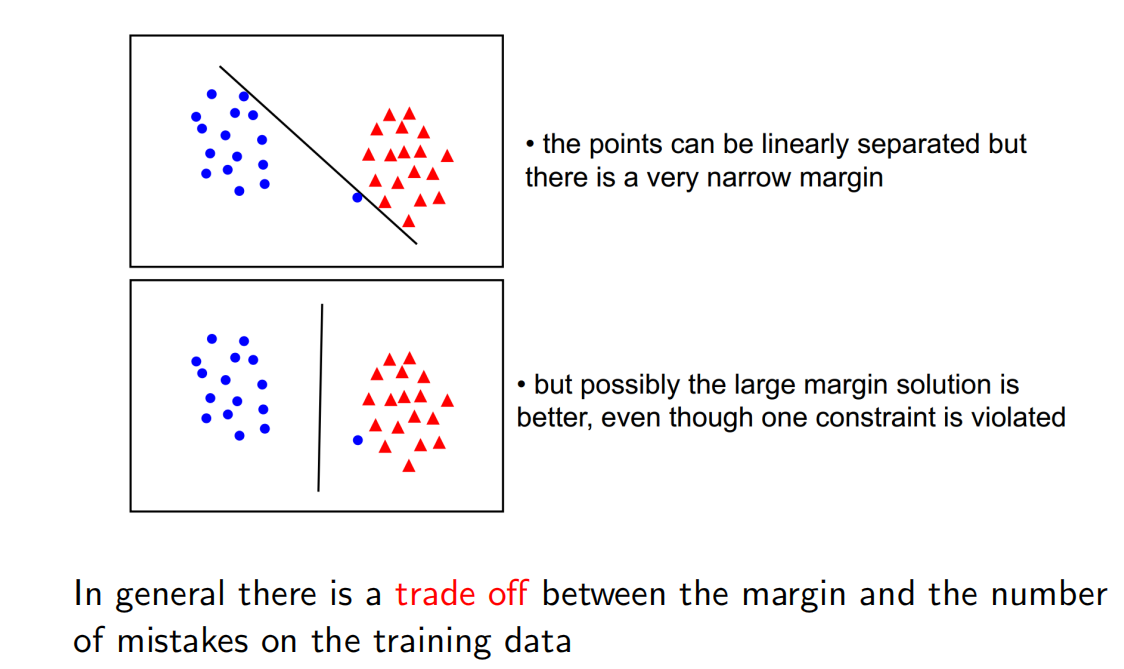 • the points can be linearly separated but
there is a very narrow margin
• but possibly the large margin solution is
better, even though one constraint is violated
In general there is a trade off between the margin and the number
of mistakes on the training data